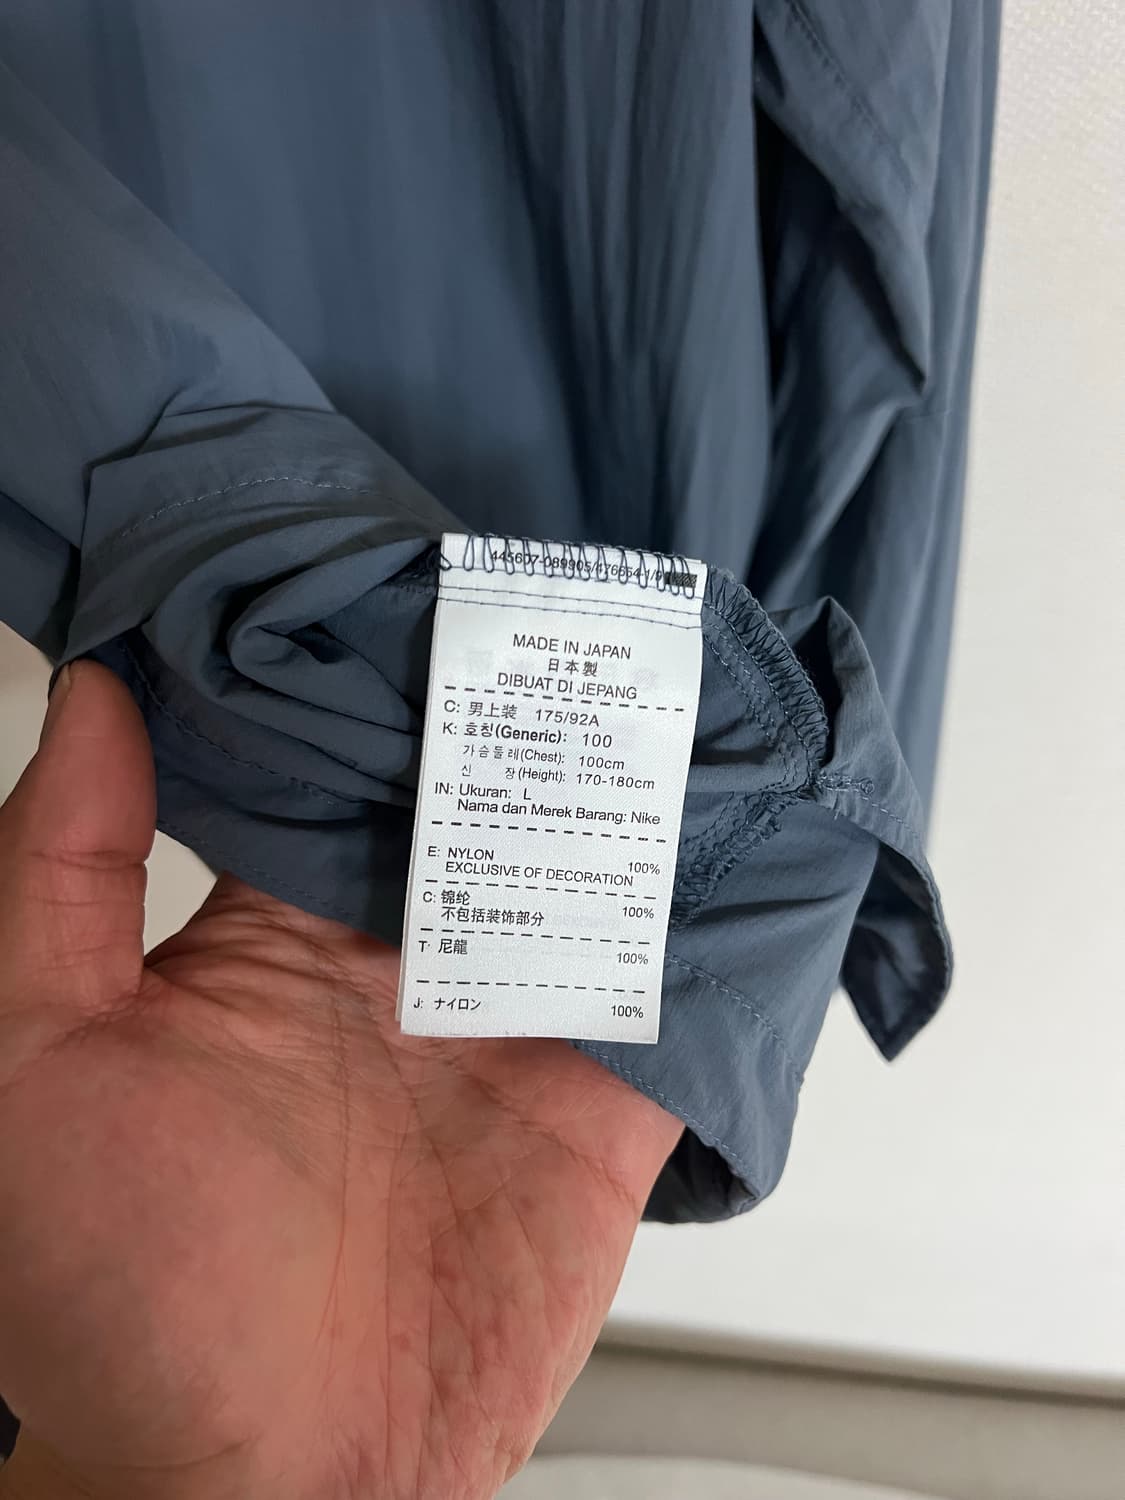 MADE IN JAPAN
日本製
DIBUAT DI JEPANG
C: 男上装 175/92A
K: 호칭(Generic): 100
가슴둘레(Chest): 100cm
신 장(Height): 170-180cm
IN: Ukuran: L
Nama dan Merek Barang: Nike
E: NYLON 100%
EXCLUSIVE OF DECORATION
C: 锦纶 100%
不包括装饰部分
T: 尼龍 100%
J: ナイロン 100%